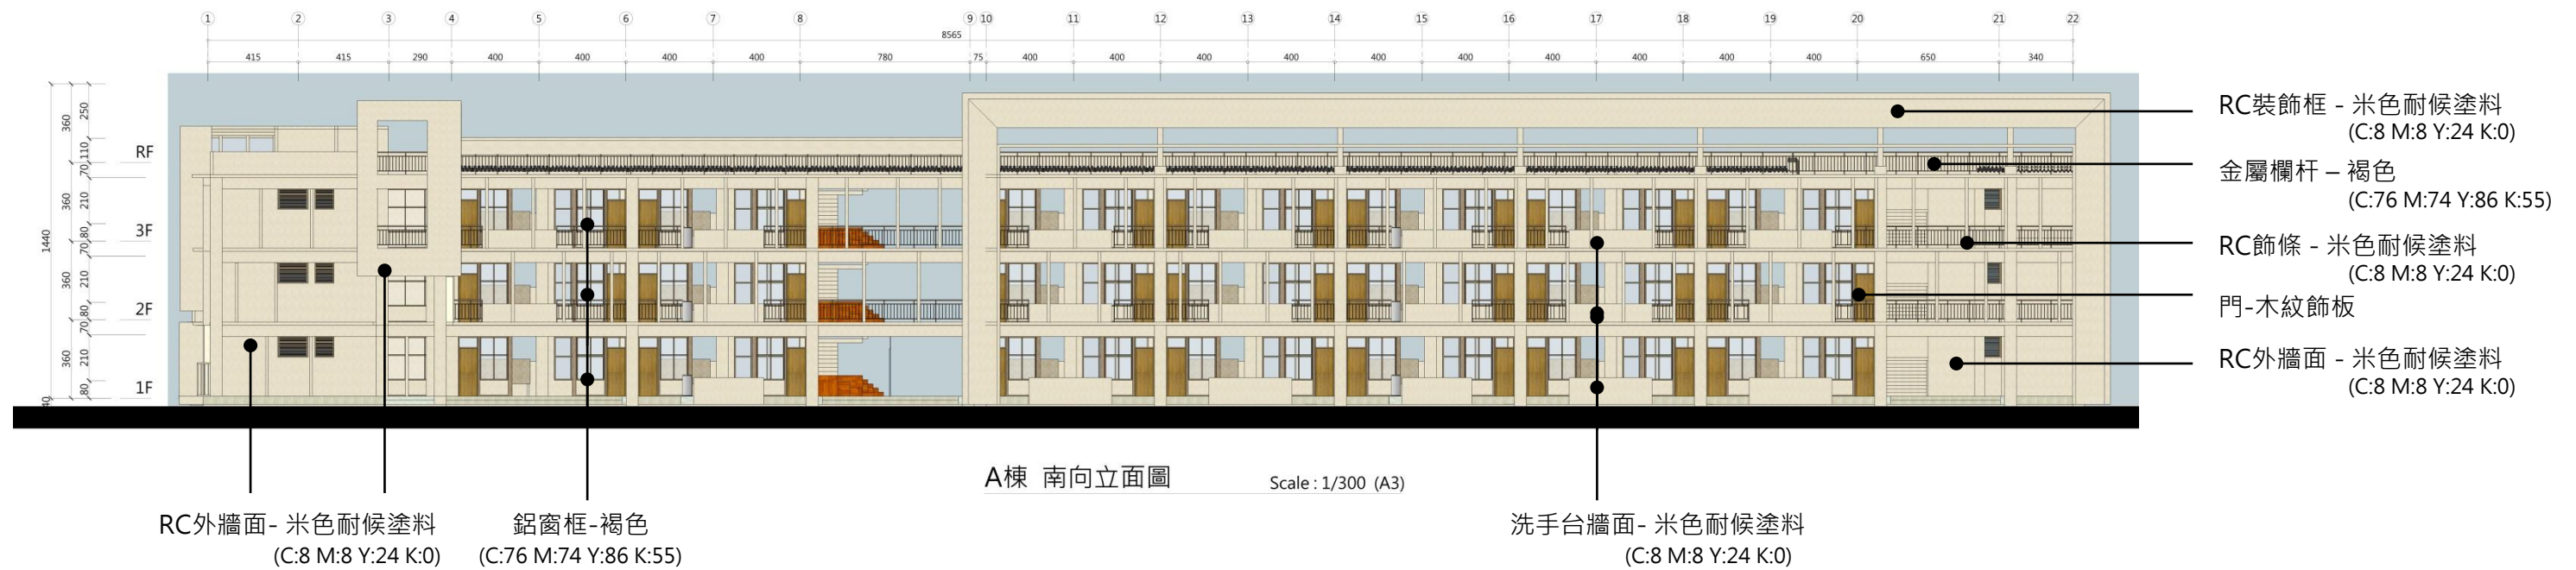 1 2 3 4 5 6 7 8 9 10 11 12 13 14 15 16 17 18 19 20 21 22
8565
415 415 290 400 400 400 400 780 75 400 400 400 400 400 400 400 400 400 400 650 340
360 250
110
RF
70
360 210
80
3F
1440
70
360 210
80
2F
70
360 210
80
1F
40
RC裝飾框 - 米色耐候塗料
(C:8 M:8 Y:24 K:0)
金屬欄杆 – 褐色
(C:76 M:74 Y:86 K:55)
RC飾條 - 米色耐候塗料
(C:8 M:8 Y:24 K:0)
門-木紋飾板
RC外牆面 - 米色耐候塗料
(C:8 M:8 Y:24 K:0)
A棟 南向立面圖 Scale : 1/300 (A3)
RC外牆面- 米色耐候塗料
(C:8 M:8 Y:24 K:0)
鋁窗框-褐色
(C:76 M:74 Y:86 K:55)
洗手台牆面- 米色耐候塗料
(C:8 M:8 Y:24 K:0)